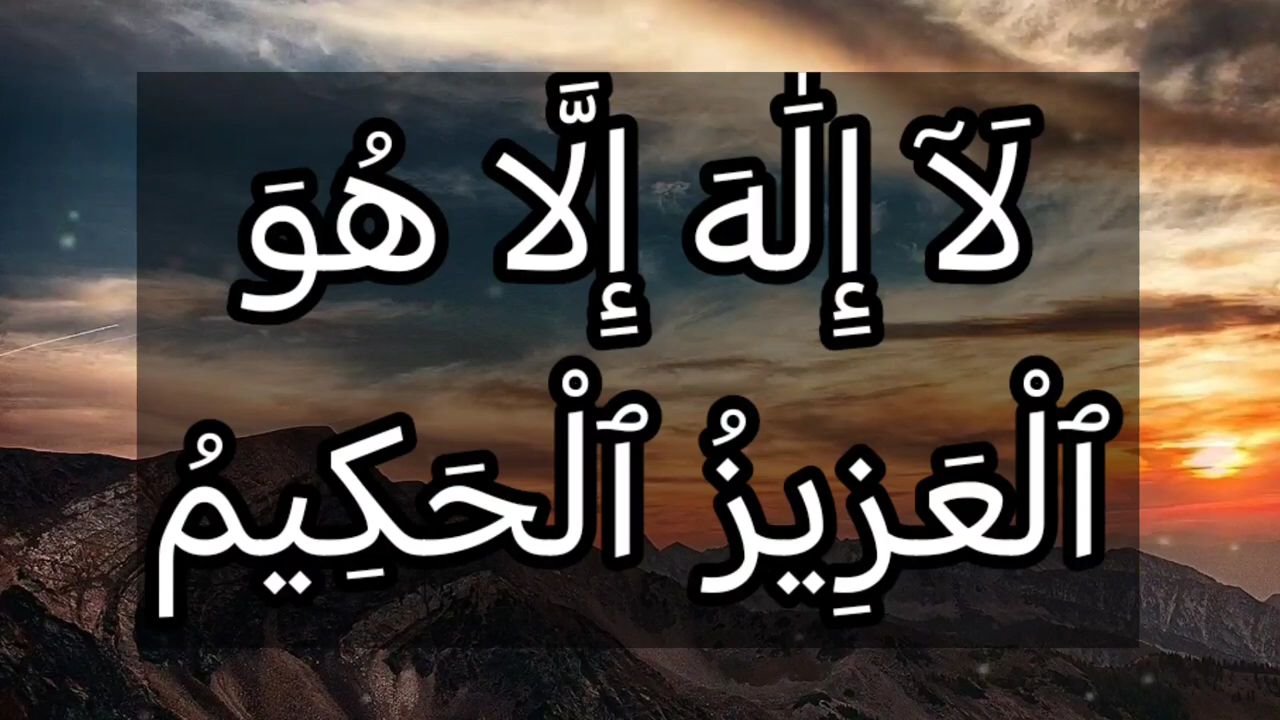 لَآ إِلَٰهَ إِلَّا هُوَ
ٱلْعَزِيزُ ٱلْحَكِيمُ